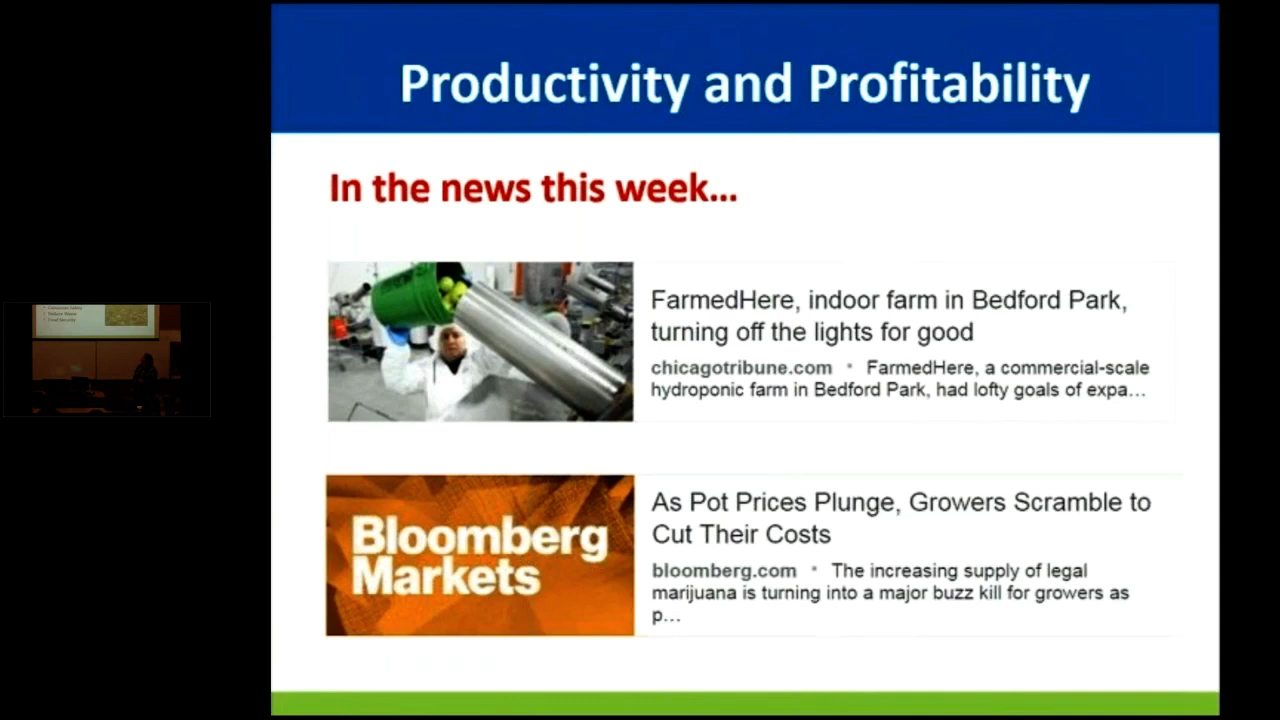 Productivity and Profitability
In the news this week...
FarmedHere, indoor farm in Bedford Park,
turning off the lights for good
chicagotribune.com • FarmedHere, a commercial-scale
hydroponic farm in Bedford Park, had lofty goals of expa...
Bloomberg
Markets
As Pot Prices Plunge, Growers Scramble to
Cut Their Costs
bloomberg.com • The increasing supply of legal
marijuana is turning into a major buzz kill for growers as
p...